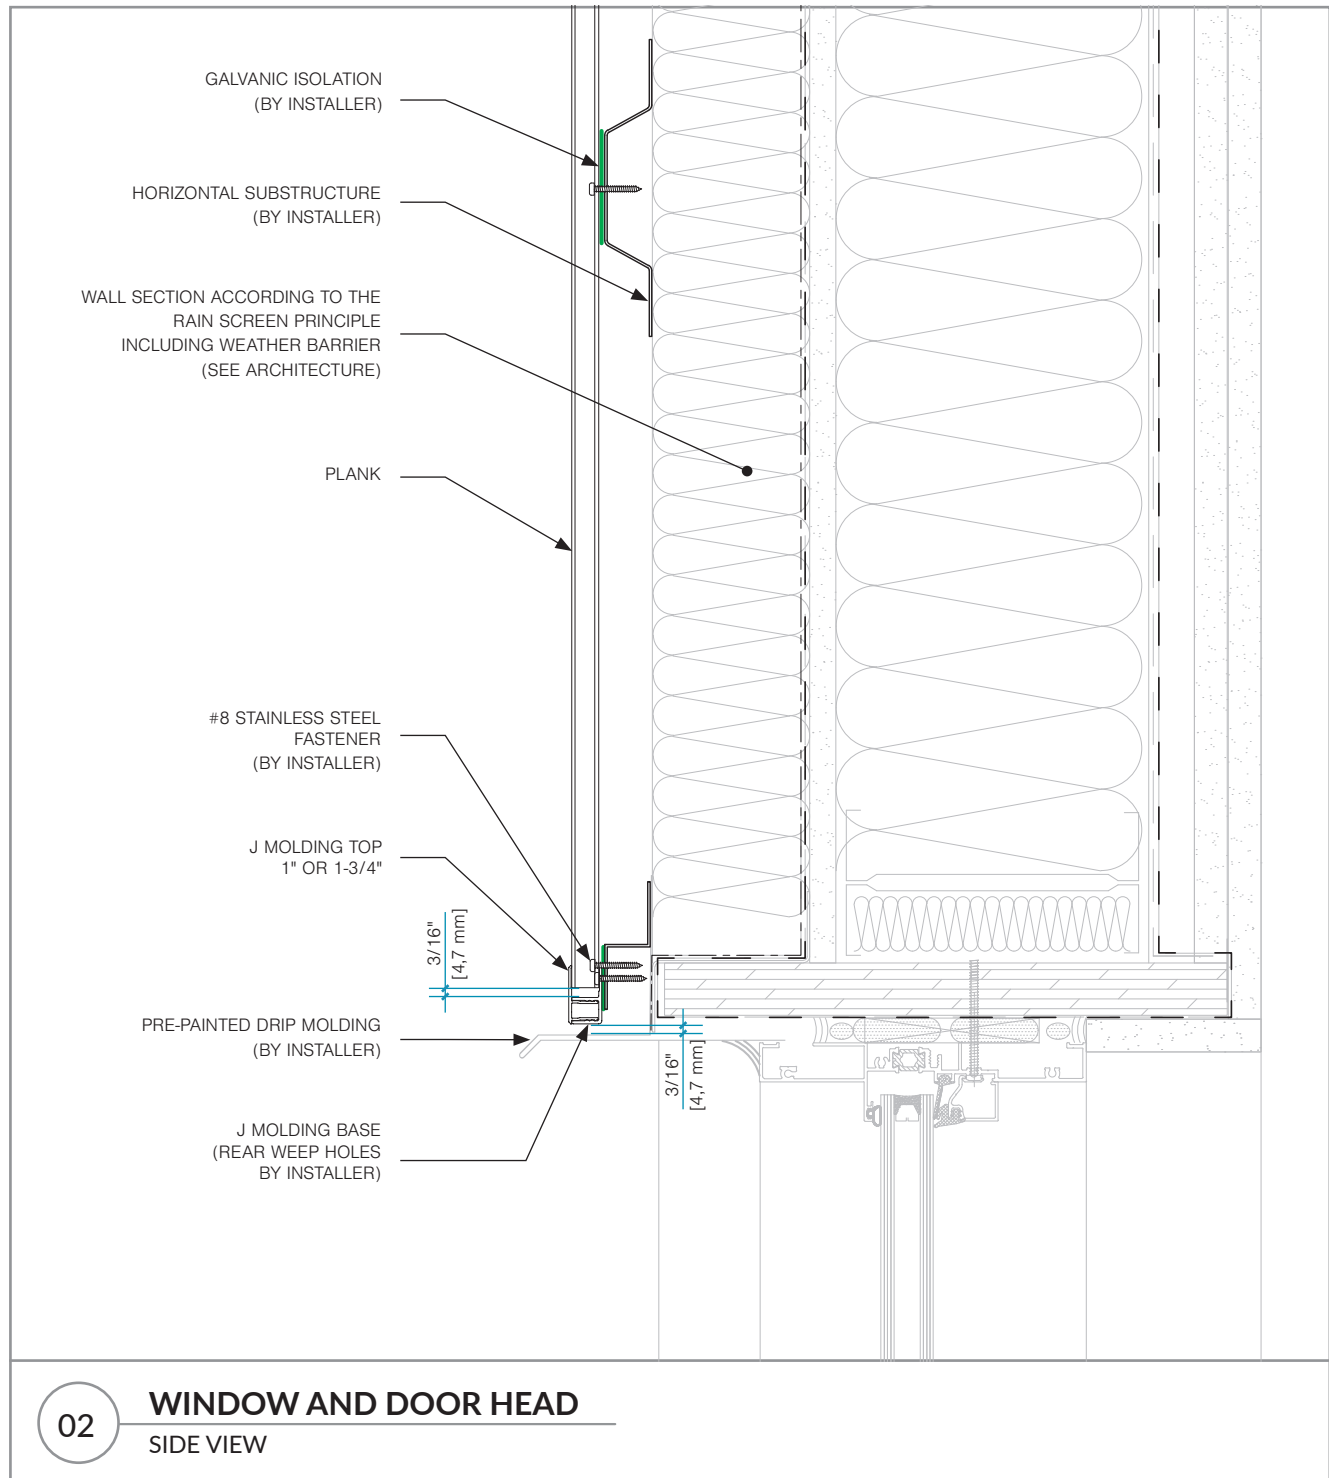 GALVANIC ISOLATION
(BY INSTALLER)
HORIZONTAL SUBSTRUCTURE
(BY INSTALLER)
WALL SECTION ACCORDING TO THE
RAIN SCREEN PRINCIPLE
INCLUDING WEATHER BARRIER
(SEE ARCHITECTURE)
PLANK
#8 STAINLESS STEEL
FASTENER
(BY INSTALLER)
J MOLDING TOP
1" OR 1-3/4"
3/16"
[4,7 mm]
PRE-PAINTED DRIP MOLDING
(BY INSTALLER)
3/16"
[4,7 mm]
J MOLDING BASE
(REAR WEEP HOLES
BY INSTALLER)
02
WINDOW AND DOOR HEAD
SIDE VIEW